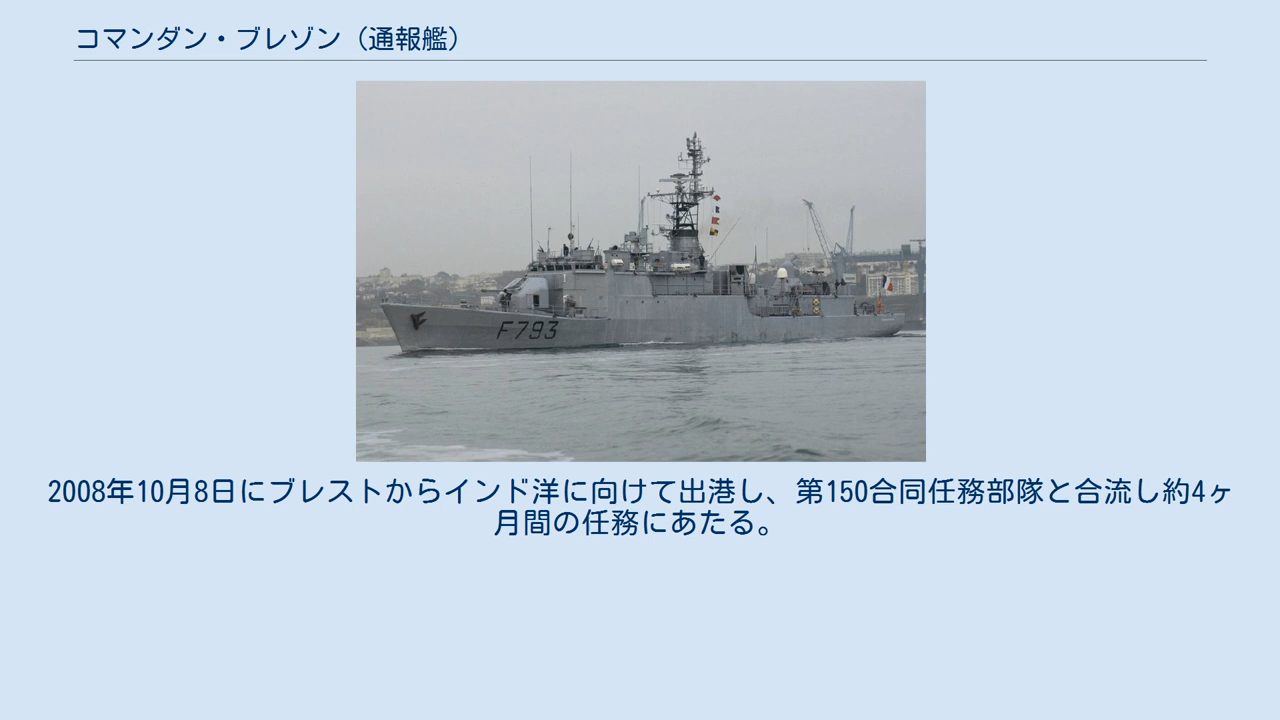 コマンダン・ブレゾン（通報艦）
F793
2008年10月8日にブレストからインド洋に向けて出港し、第150合同任務部隊と合流し約4ヶ
月間の任務にあたる。